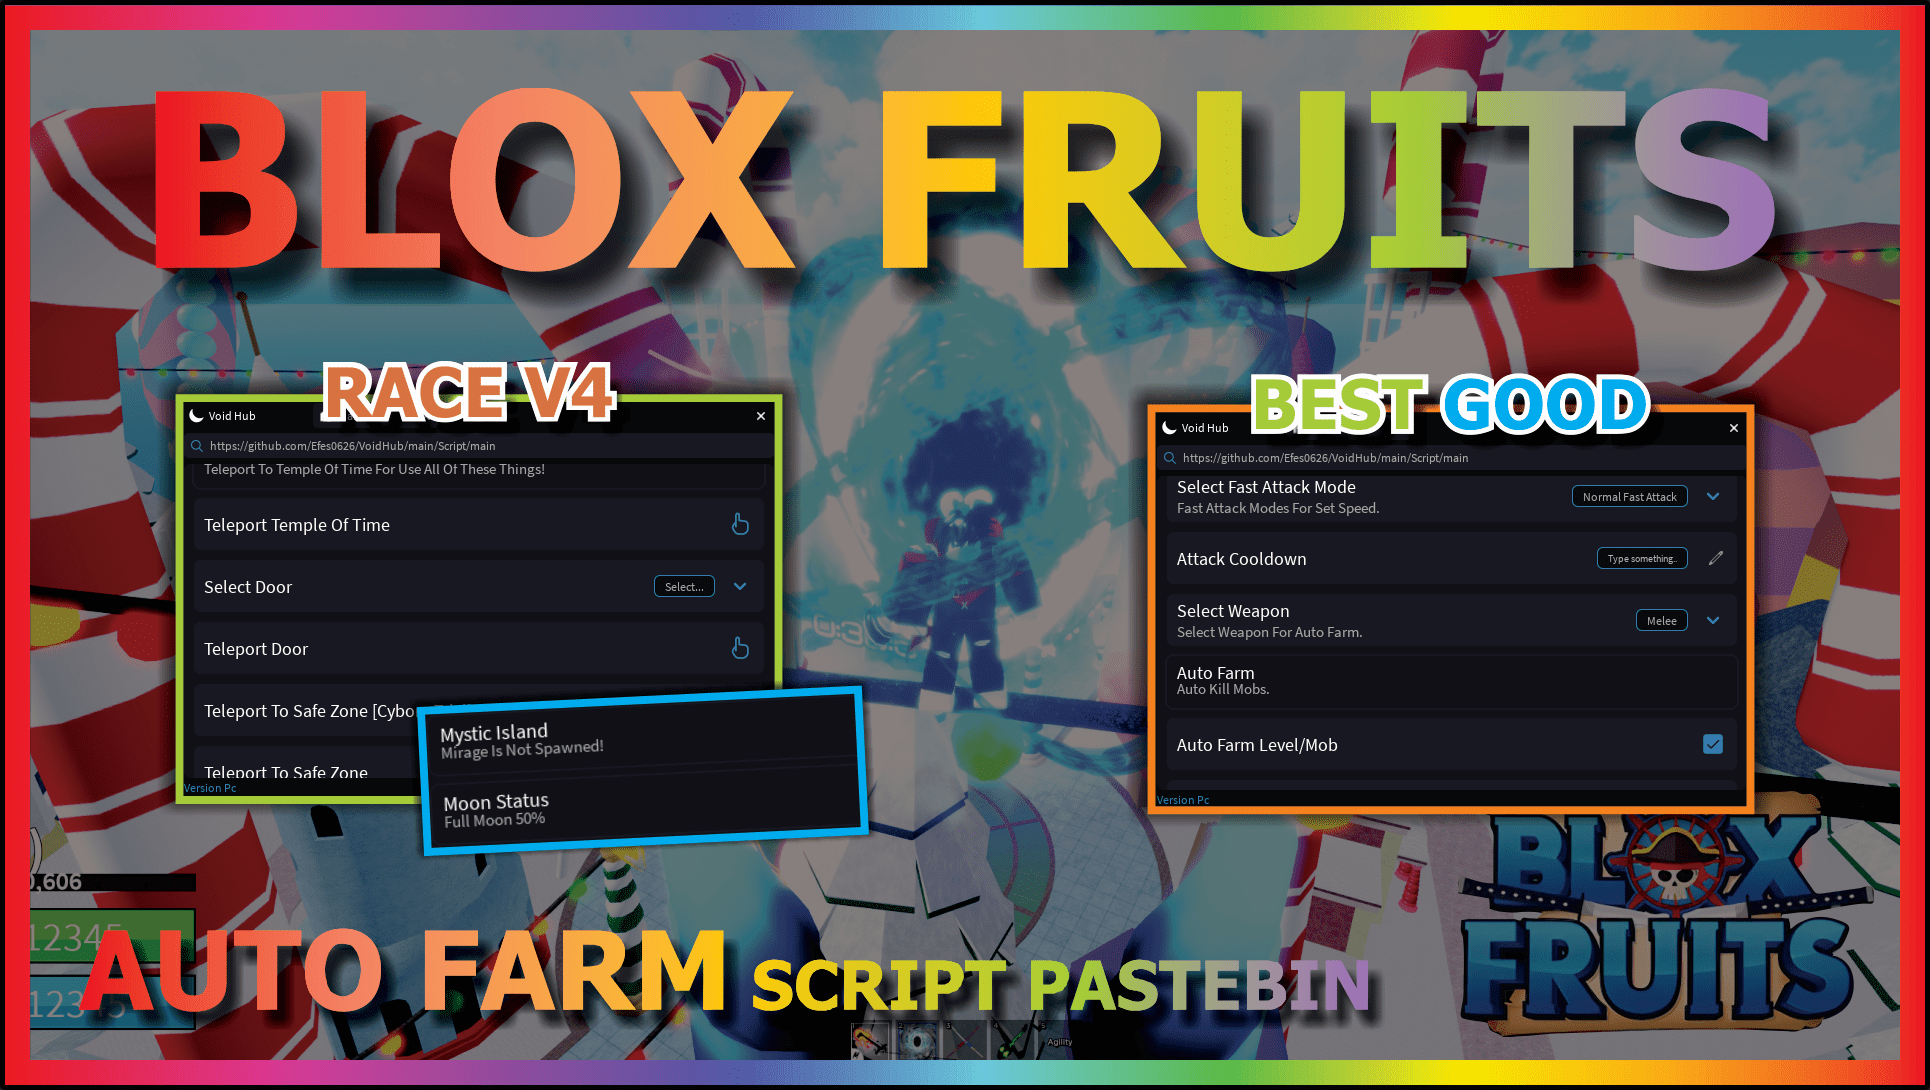 BLOX FRUITS
RACE V4
Void Hub
https://github.com/Efes0626/VoidHub/main/Script/main
Teleport To Temple Of Time For Use All Of These Things!
Teleport Temple Of Time
Select Door
Select...
Teleport Door
Teleport To Safe Zone
Teleport To Safe Zone
Version Pc
Mystic Island
Mirage Is Not Spawned!
Moon Status
Full Moon 50%
BEST GOOD
Void Hub
https://github.com/Efes0626/VoidHub/main/Script/main
Select Fast Attack Mode
Normal Fast Attack
Fast Attack Modes For Set Speed.
Attack Cooldown
Type something..
Select Weapon
Melee
Select Weapon For Auto Farm.
Auto Farm
Auto Kill Mobs.
Auto Farm Level/Mob
Version Pc
BLOX
FRUITS
12345
AUTO FARM SCRIPT PASTEBIN
Agility